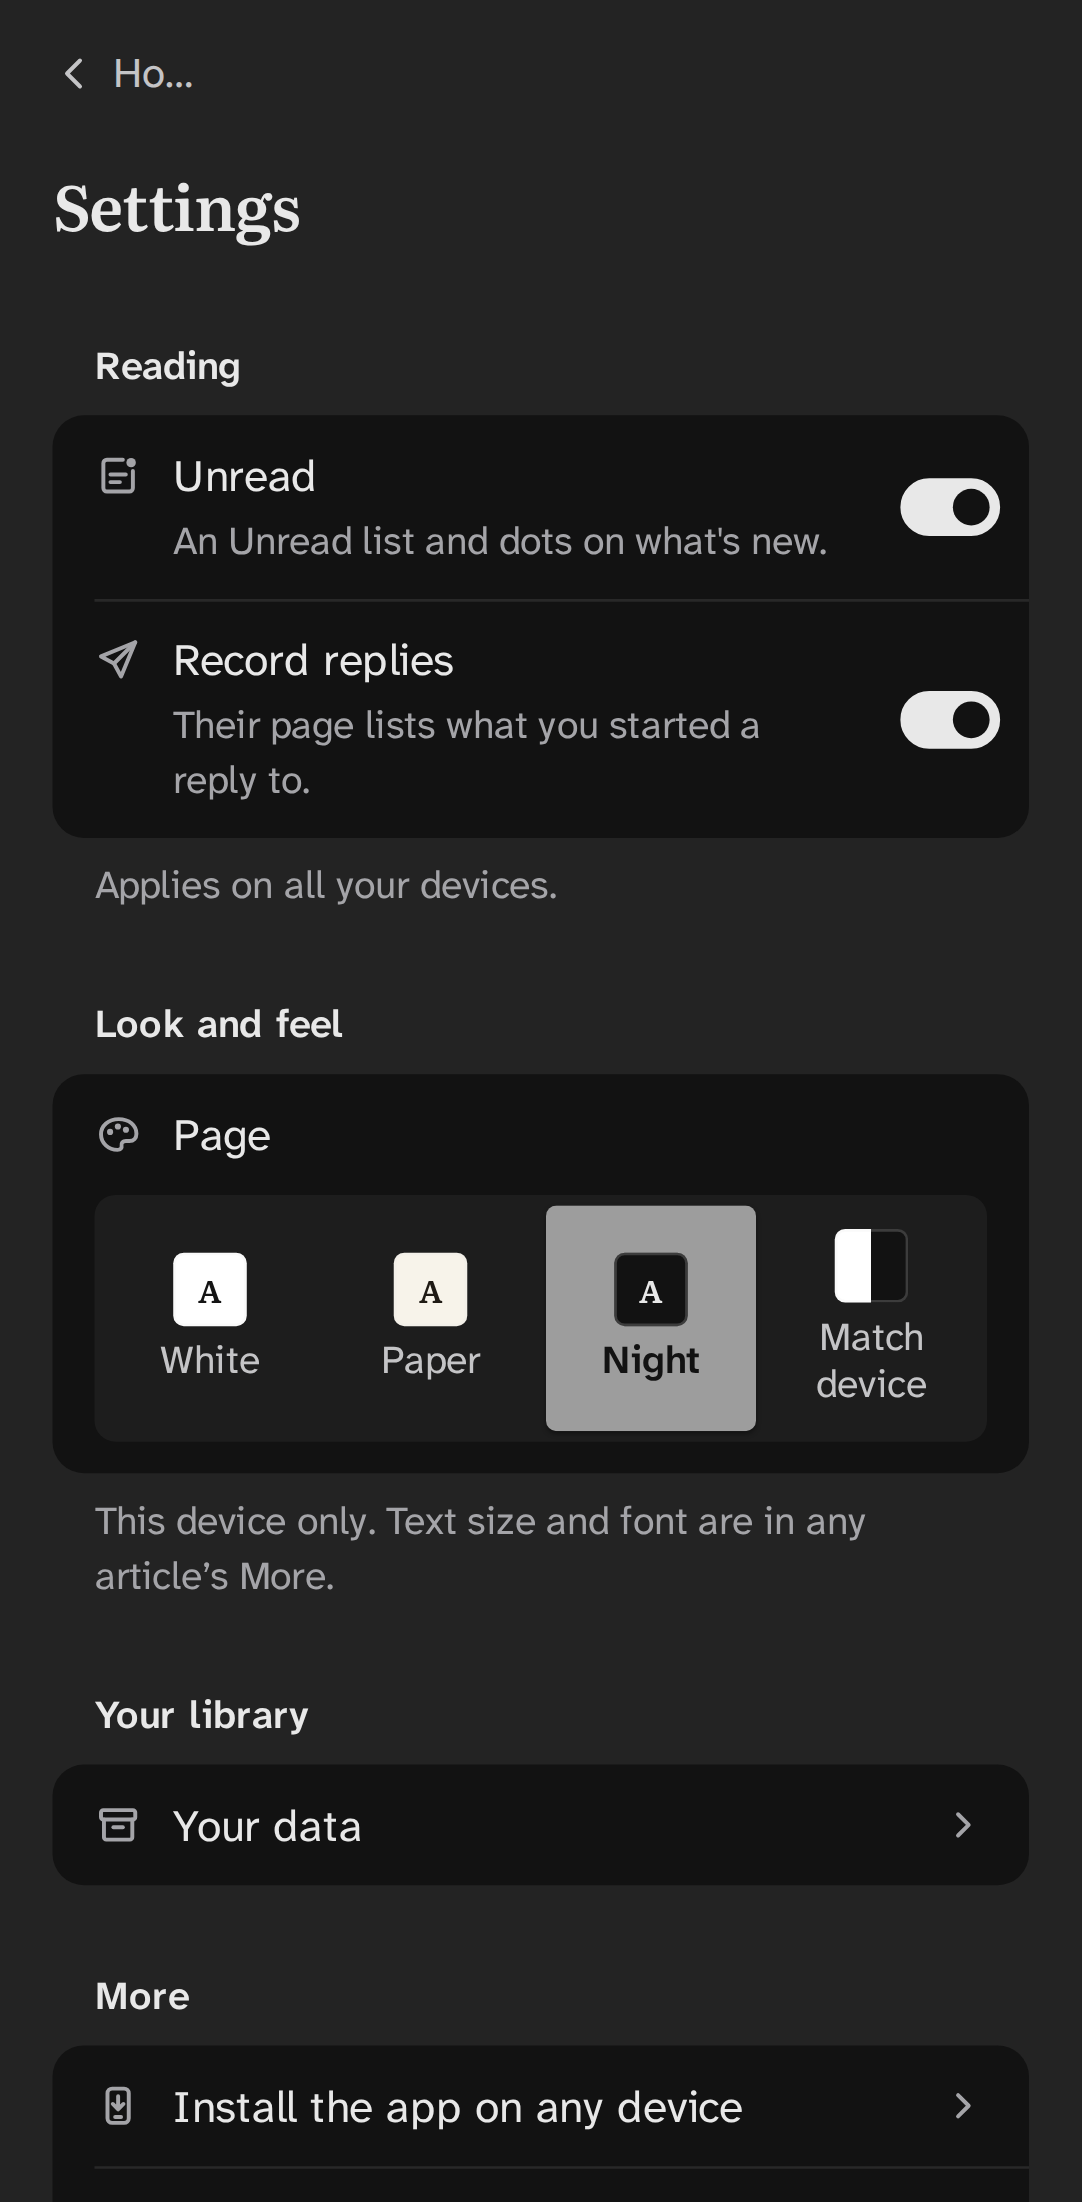 Ho...
Settings
Reading
Unread
An Unread list and dots on what's new.
Record replies
Their page lists what you started a
reply to.
Applies on all your devices.
Look and feel
Page
A
A
A
White
Paper
Night
Match
device
This device only. Text size and font are in any
article’s More.
Your library
Your data
More
Install the app on any device